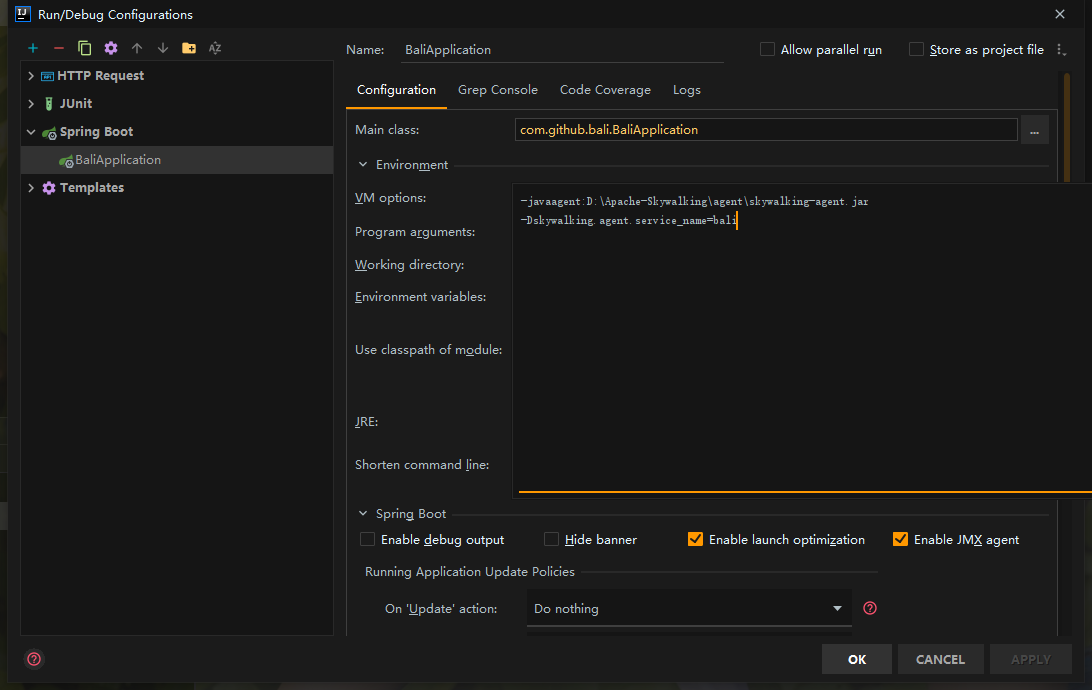 Run/Debug Configurations
Name: BaliApplication
Allow parallel run
Store as project file
HTTP Request
JUnit
Spring Boot
BaliApplication
Templates
Configuration Grep Console Code Coverage Logs
Main class: com.github.bali.BaliApplication ...
Environment
VM options: -javaagent:D:\Apache-Skywalking\agent\skywalking-agent.jar
-Dskywalking.agent.service_name=bali
Program arguments:
Working directory:
Environment variables:
Use classpath of module:
JRE:
Shorten command line:
Spring Boot
Enable debug output Hide banner Enable launch optimization Enable JMX agent
Running Application Update Policies
On 'Update' action: Do nothing
OK CANCEL APPLY